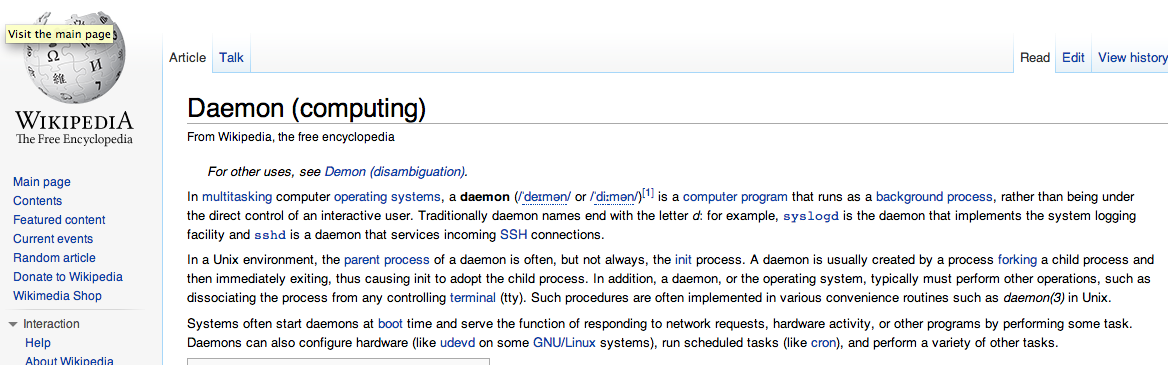 Visit the main page
Ω
И
維
WIKIPEDIA
The Free Encyclopedia
Main page
Contents
Featured content
Current events
Random article
Donate to Wikipedia
Wikimedia Shop
Interaction
Help
About Wikipedia
Article Talk Read Edit View history
Daemon (computing)
From Wikipedia, the free encyclopedia
For other uses, see Demon (disambiguation).
In multitasking computer operating systems, a daemon (/ˈdeɪmən/ or /ˈdiːmən/)[1] is a computer program that runs as a background process, rather than being under
the direct control of an interactive user. Traditionally daemon names end with the letter d: for example, syslogd is the daemon that implements the system logging
facility and sshd is a daemon that services incoming SSH connections.
In a Unix environment, the parent process of a daemon is often, but not always, the init process. A daemon is usually created by a process forking a child process and
then immediately exiting, thus causing init to adopt the child process. In addition, a daemon, or the operating system, typically must perform other operations, such as
dissociating the process from any controlling terminal (tty). Such procedures are often implemented in various convenience routines such as daemon(3) in Unix.
Systems often start daemons at boot time and serve the function of responding to network requests, hardware activity, or other programs by performing some task.
Daemons can also configure hardware (like udevd on some GNU/Linux systems), run scheduled tasks (like cron), and perform a variety of other tasks.